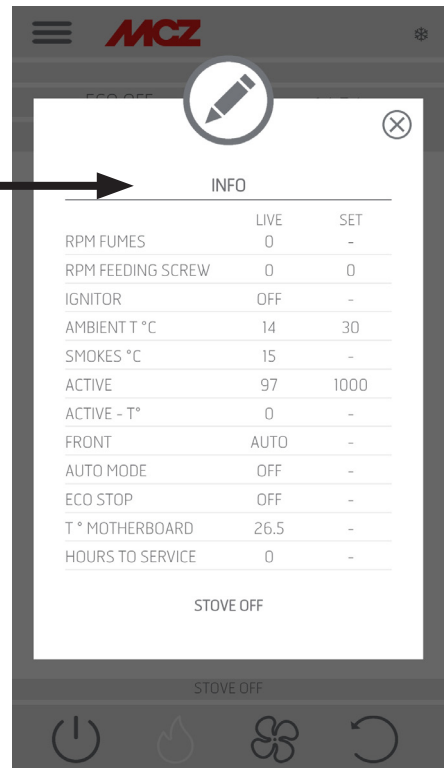 MCZ
INFO
LIVE SET
RPM FUMES 0 -
RPM FEEDING SCREW 0 0
IGNITOR OFF -
AMBIENT T °C 14 30
SMOKES °C 15 -
ACTIVE 97 1000
ACTIVE - T° 0 -
FRONT AUTO -
AUTO MODE OFF -
ECO STOP OFF -
T ° MOTHERBOARD 26.5 -
HOURS TO SERVICE 0 -
STOVE OFF
STOVE OFF